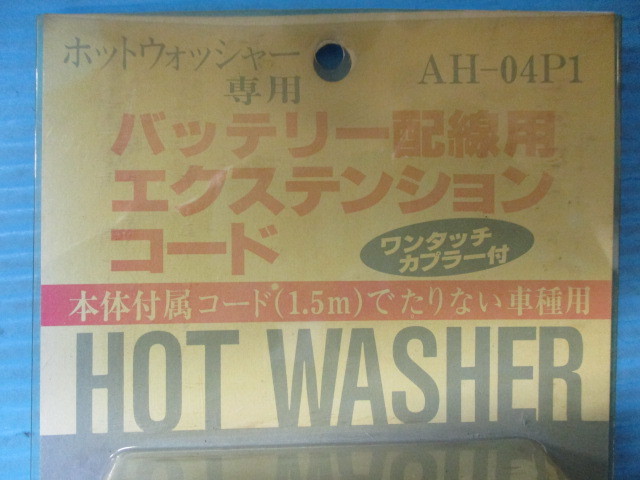 ホットウォッシャー
専用
AH-04P1
バッテリー配線用
エクステンション
コード
ワンタッチ
カプラー付
本体付属コード(1.5m)でたりない車種用
HOT WASHER
HOT WASHER